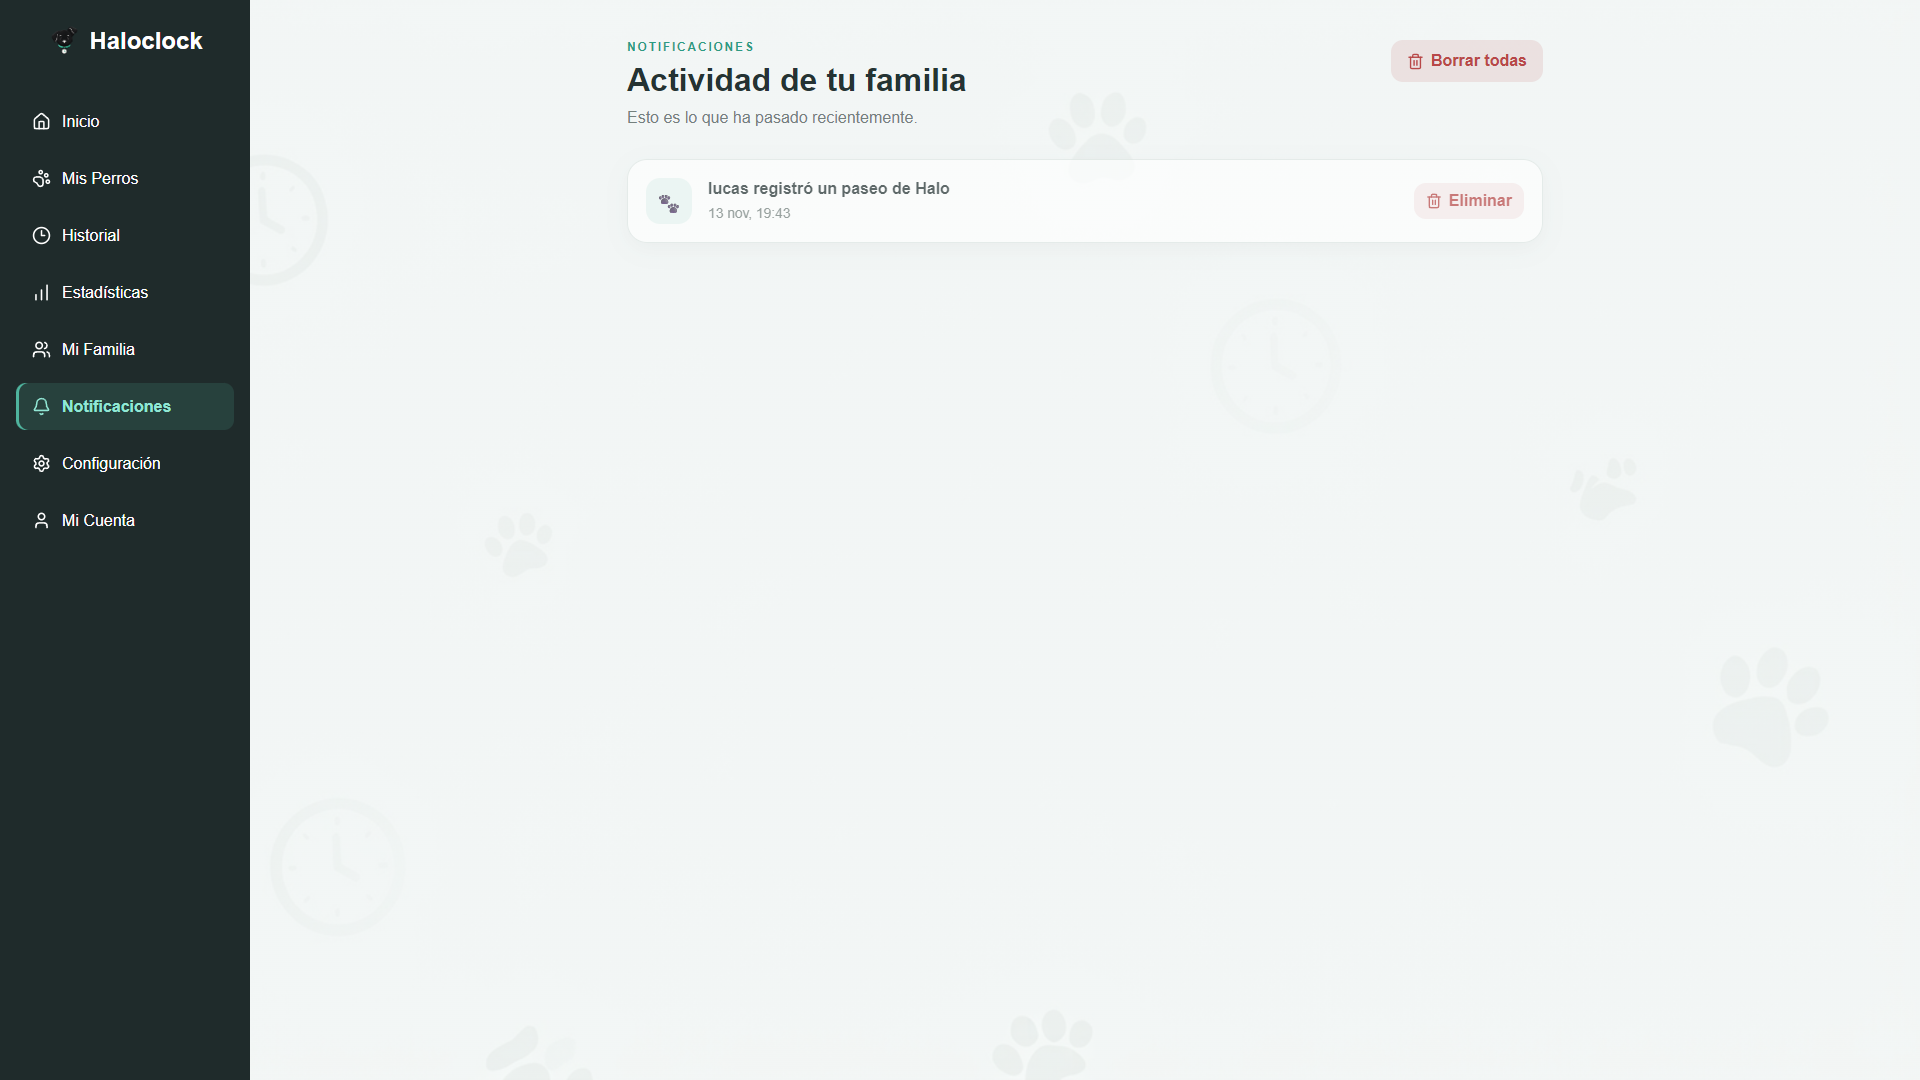 Haloclock
Inicio
Mis Perros
Historial
Estadísticas
Mi Familia
Notificaciones
Configuración
Mi Cuenta
NOTIFICACIONES
Actividad de tu familia
Esto es lo que ha pasado recientemente.
Borrar todas
lucas registró un paseo de Halo
13 nov, 19:43
Eliminar